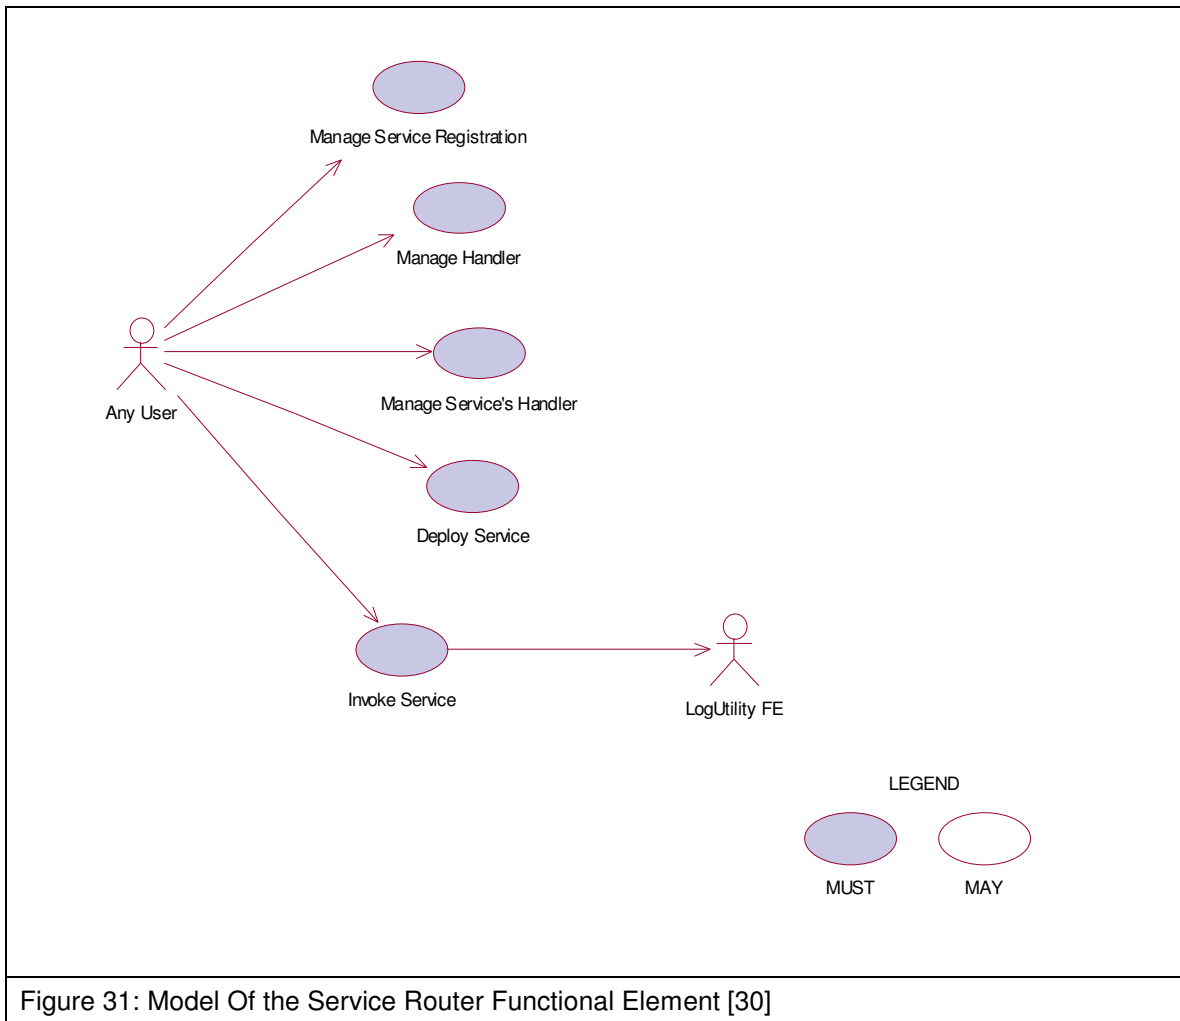 Manage Service Registration
Manage Handler
Manage Service's Handler
Any User
Deploy Service
Invoke Service
LogUtility FE
LEGEND
MUST
MAY
Figure 31: Model Of the Service Router Functional Element [30]